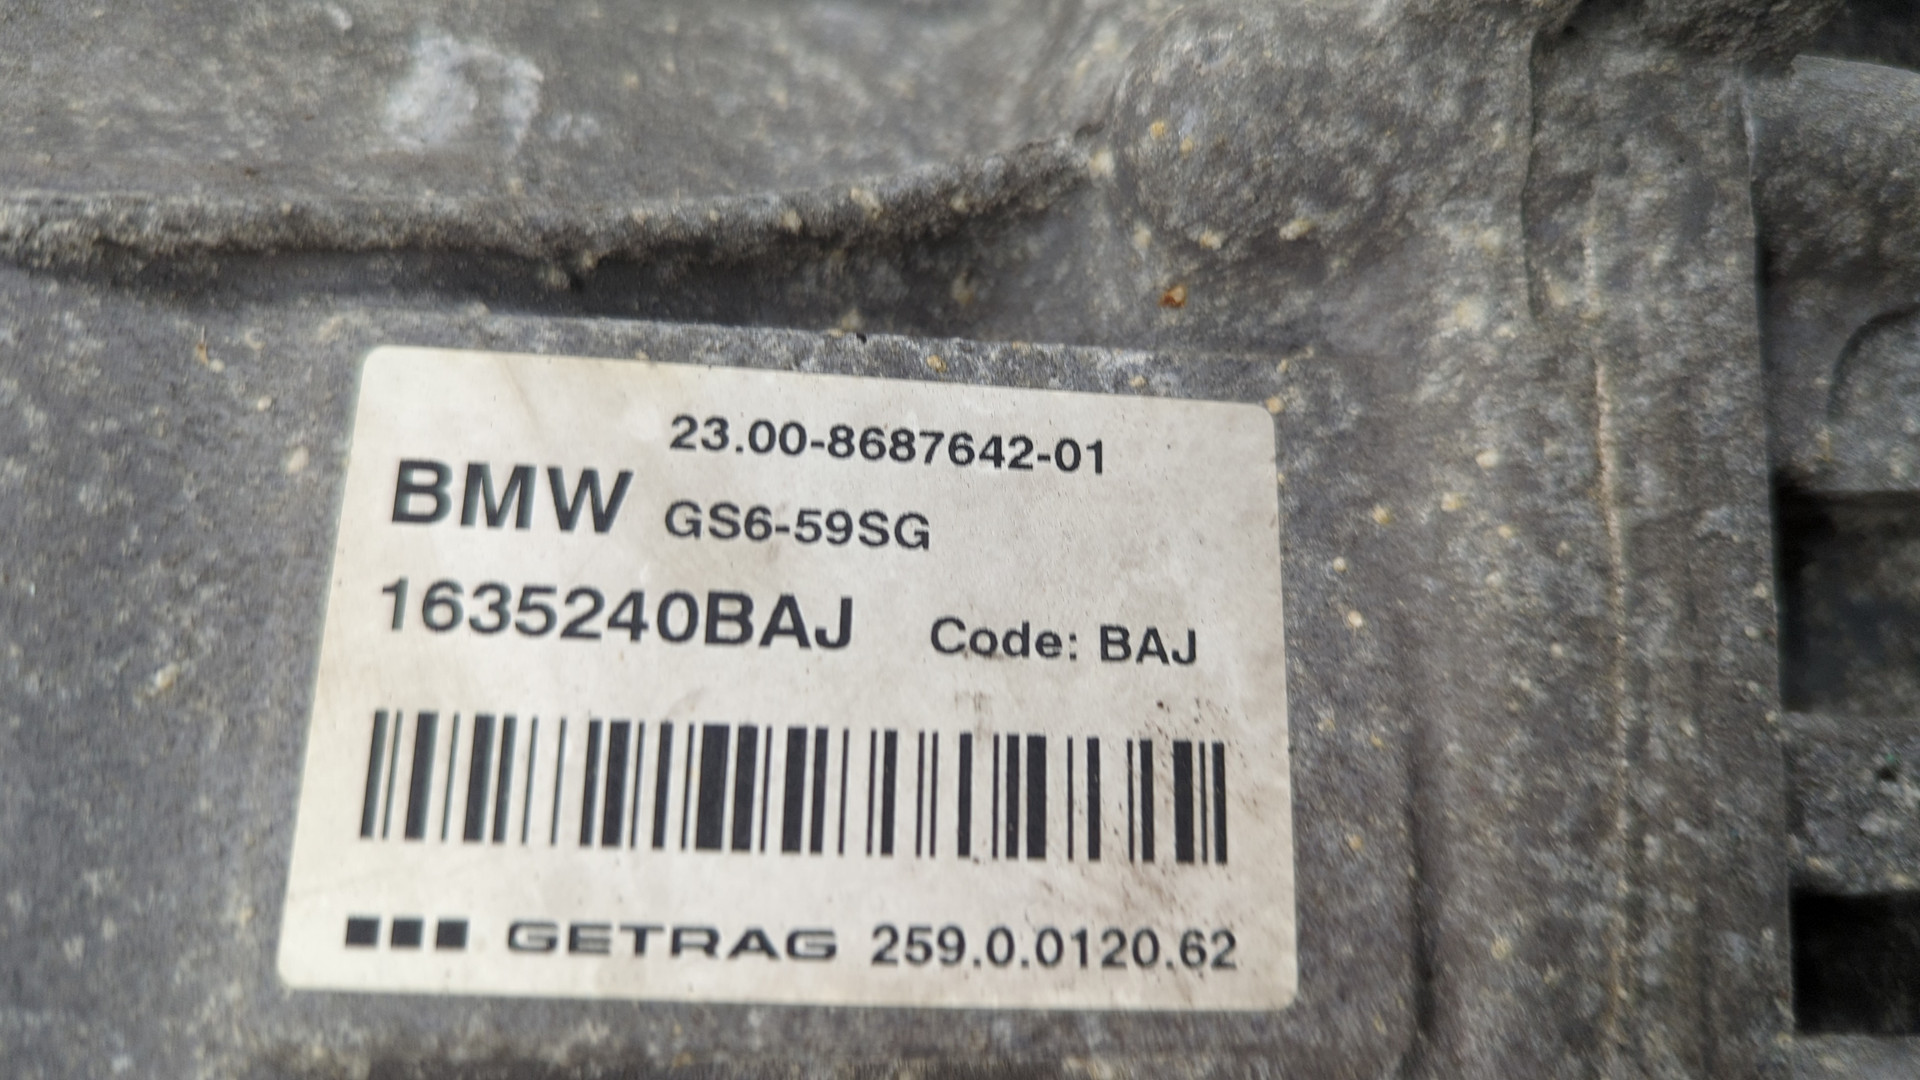 23.00-8687642-01
BMW GS6-59SG
1635240BAJ Code: BAJ
GETRAG 259.0.0120.62